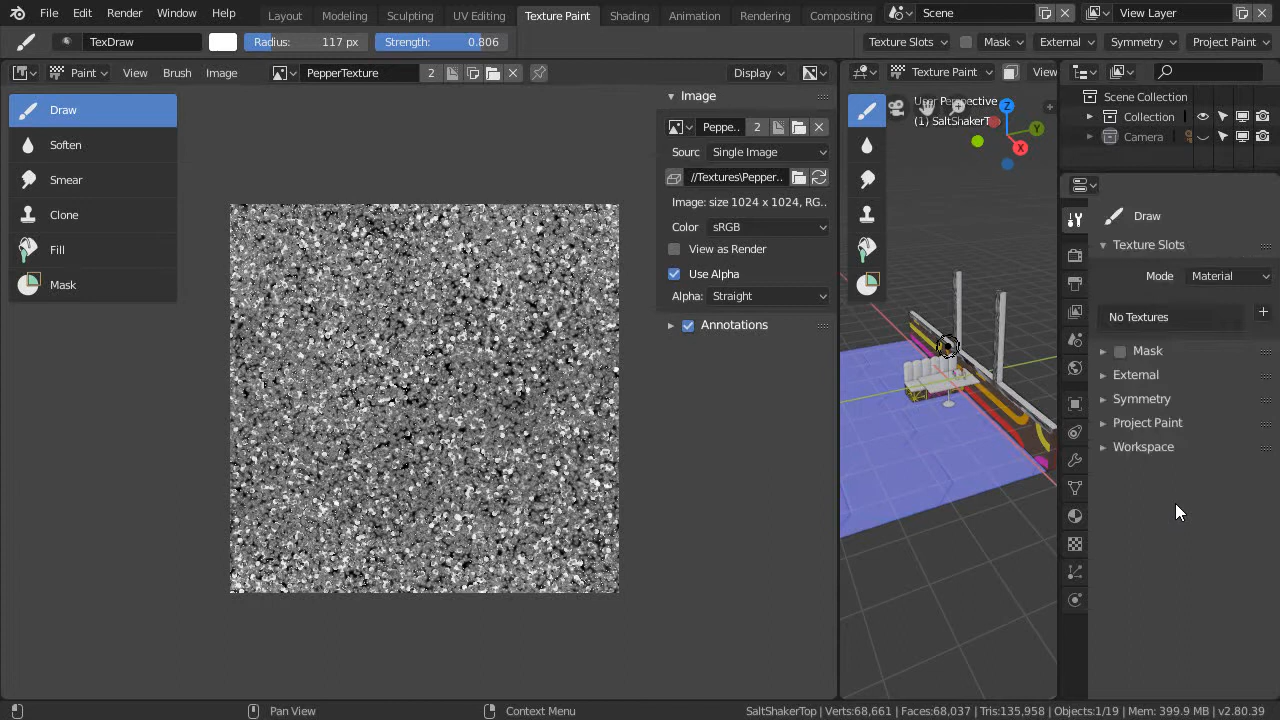 File Edit Render Window Help Layout Modeling Sculpting UV Editing Texture Paint Shading Animation Rendering Compositing Scene View Layer
TexDraw Radius: 117 px Strength: 0.806 Texture Slots Mask External Symmetry Project Paint
Paint View Brush Image PepperTexture 2 Display Texture Paint View
Draw
Soften
Smear
Clone
Fill
Mask
Image
Peppe.. 2
Sourc Single Image
//Textures\Pepper..
Image: size 1024 x 1024, RG..
Color sRGB
View as Render
Use Alpha
Alpha: Straight
Annotations
User Perspective
(1) SaltShakerTop
Z
Y
X
Scene Collection
Collection
Camera
Draw
Texture Slots
Mode Material
No Textures
Mask
External
Symmetry
Project Paint
Workspace
Pan View Context Menu SaltShakerTop | Verts:68,661 | Faces:68,037 | Tris:135,958 | Objects:1/19 | Mem: 399.9 MB | v2.80.39